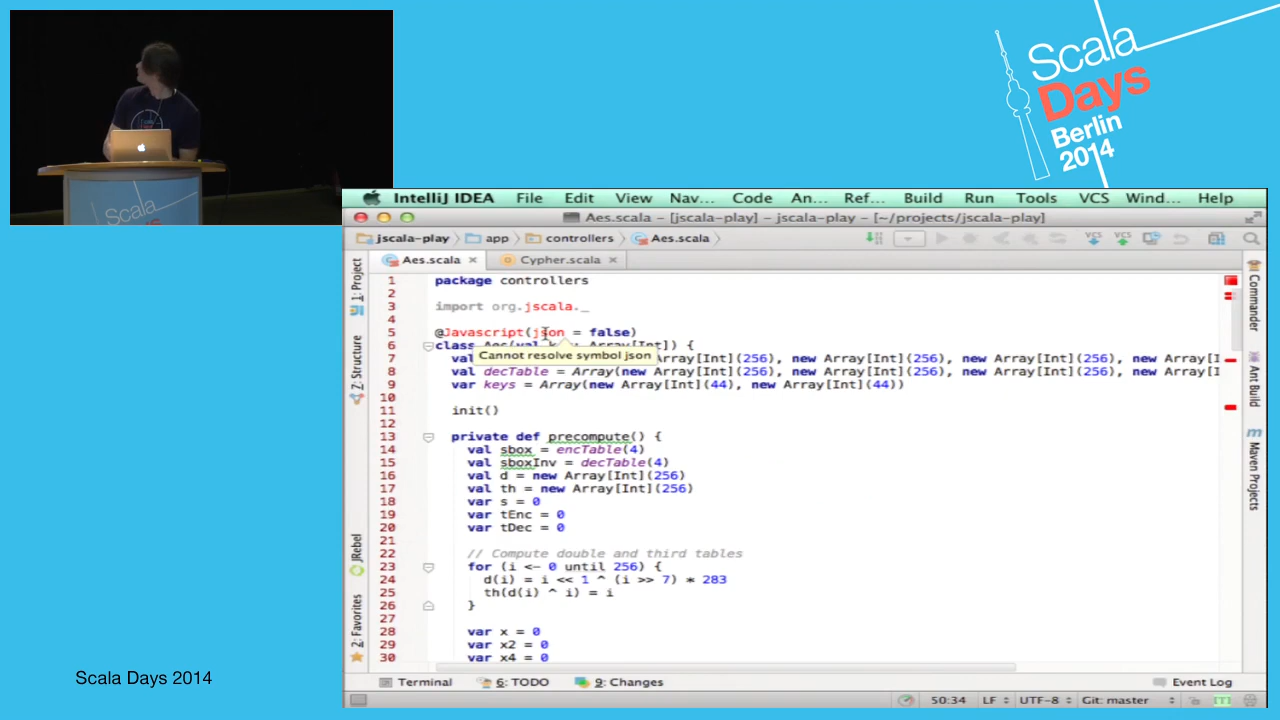 Scala
Days
Berlin
2014
Scala
IntelliJ IDEA File Edit View Nav... Code An... Ref... Build Run Tools VCS Wind... Help
Aes.scala – [jscala-play] – jscala-play – [~/projects/jscala-play]
jscala-play app controllers Aes.scala
Aes.scala Cypher.scala
1: Project
Z: Structure
JRebel
2: Favorites
1 package controllers
2
3 import org.jscala._
4
5 @Javascript(json = false)
6 class Aes(val key: Array[Int]) {
Cannot resolve symbol json
7 val Array[Int](256), new Array[Int](256), new Array[Int](256), new Array[I
8 val decTable = Array(new Array[Int](256), new Array[Int](256), new Array[Int](256), new Array[I
9 var keys = Array(new Array[Int](44), new Array[Int](44))
10
11 init()
12
13 private def precompute() {
14 val sbox = encTable(4)
15 val sboxInv = decTable(4)
16 val d = new Array[Int](256)
17 val th = new Array[Int](256)
18 var s = 0
19 var tEnc = 0
20 var tDec = 0
21
22 // Compute double and third tables
23 for (i <- 0 until 256) {
24 d(i) = i << 1 ^ (i >> 7) * 283
25 th(d(i) ^ i) = i
26 }
27
28 var x = 0
29 var x2 = 0
30 var x4 = 0
Commander
Ant Build
Maven Projects
Terminal 6: TODO 9: Changes Event Log
50:34 LF UTF-8 Git: master [T]
Scala Days 2014